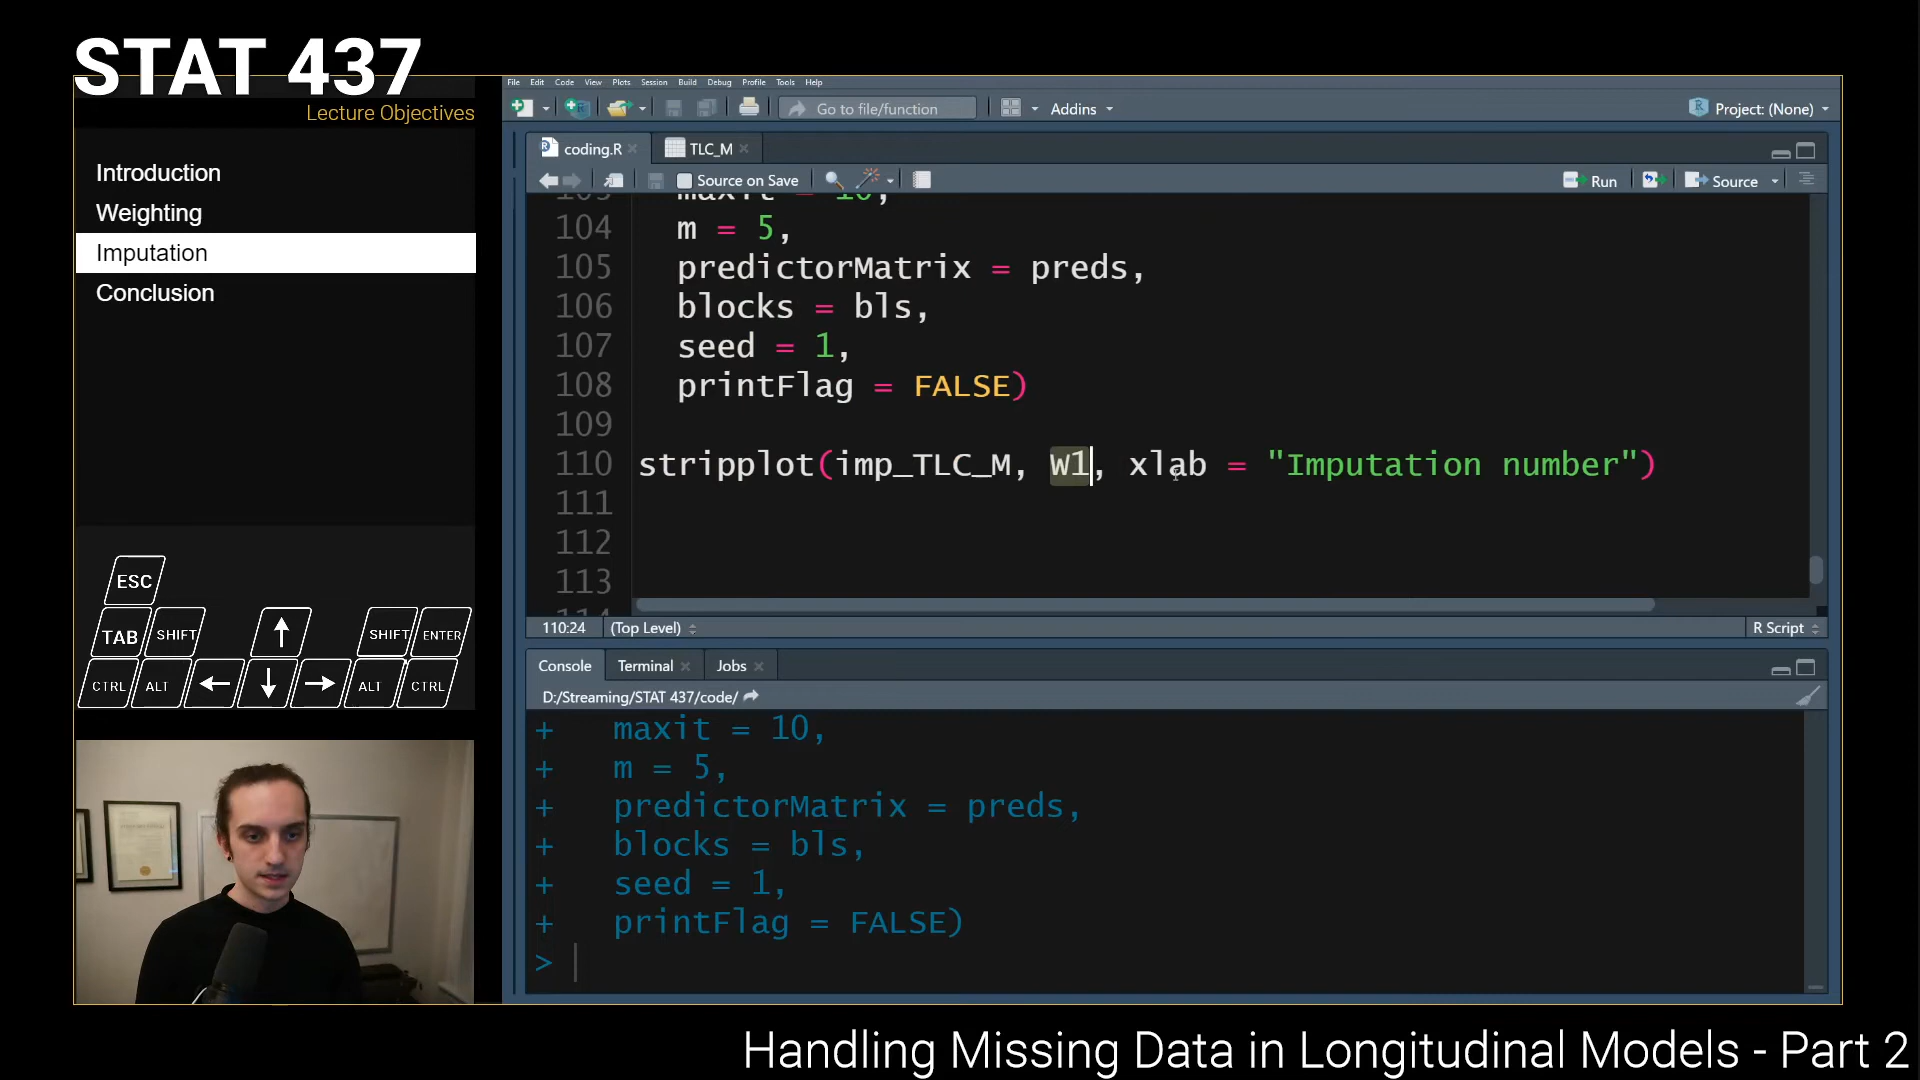 STAT 437
Lecture Objectives
Introduction
Weighting
Imputation
Conclusion
ESC
TAB SHIFT ↑ SHIFT ENTER
CTRL ALT ← ↓ → ALT CTRL
File Edit Code View Plots Session Build Debug Profile Tools Help
Go to file/function Addins Project: (None)
coding.R TLC_M
Source on Save Run Source
103 maxit = 10,
104 m = 5,
105 predictorMatrix = preds,
106 blocks = bls,
107 seed = 1,
108 printFlag = FALSE)
109
110 stripplot(imp_TLC_M, W1, xlab = "Imputation number")
111
112
113
114
110:24 (Top Level) R Script
Console Terminal Jobs
D:/Streaming/STAT 437/code/
+ maxit = 10,
+ m = 5,
+ predictorMatrix = preds,
+ blocks = bls,
+ seed = 1,
+ printFlag = FALSE)
>
Handling Missing Data in Longitudinal Models - Part 2